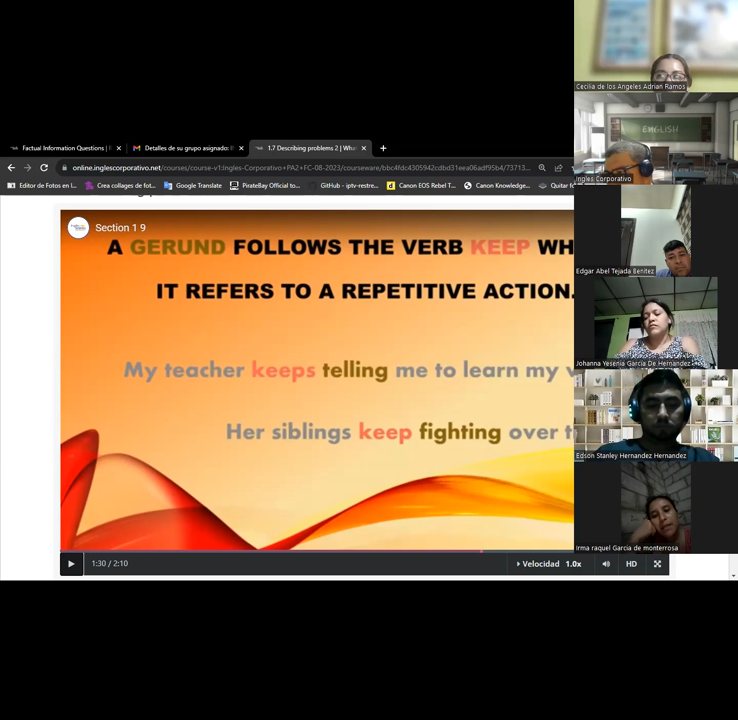 Factual Information Questions |
Detalles de su grupo asignado:
1.7 Describing problems 2 | Wha
online.inglescorporativo.net/courses/course-v1:Ingles-Corporativo+PA2+FC-08-2023/courseware/bbc4fdc4305942cdbd31eea06adf95b4/73713
Editor de Fotos en l...
Crea collages de fot...
Google Translate
PirateBay Official to...
GitHub - iptv-restre...
Canon EOS Rebel T...
Canon Knowledge...
Quitar fo
Section 1 9
A GERUND FOLLOWS THE VERB KEEP WH
IT REFERS TO A REPETITIVE ACTION.
My teacher keeps telling me to learn my v
Her siblings keep fighting over t
1:30 / 2:10
Velocidad 1.0x
HD
Cecilia de los Angeles Adrian Ramos
ENGLISH
Ingles Corporativo
Edgar Abel Tejada Benitez
Johanna Yesenia Garcia De Hernandez
Edson Stanley Hernandez Hernandez
Irma raquel Garcia de monterrosa